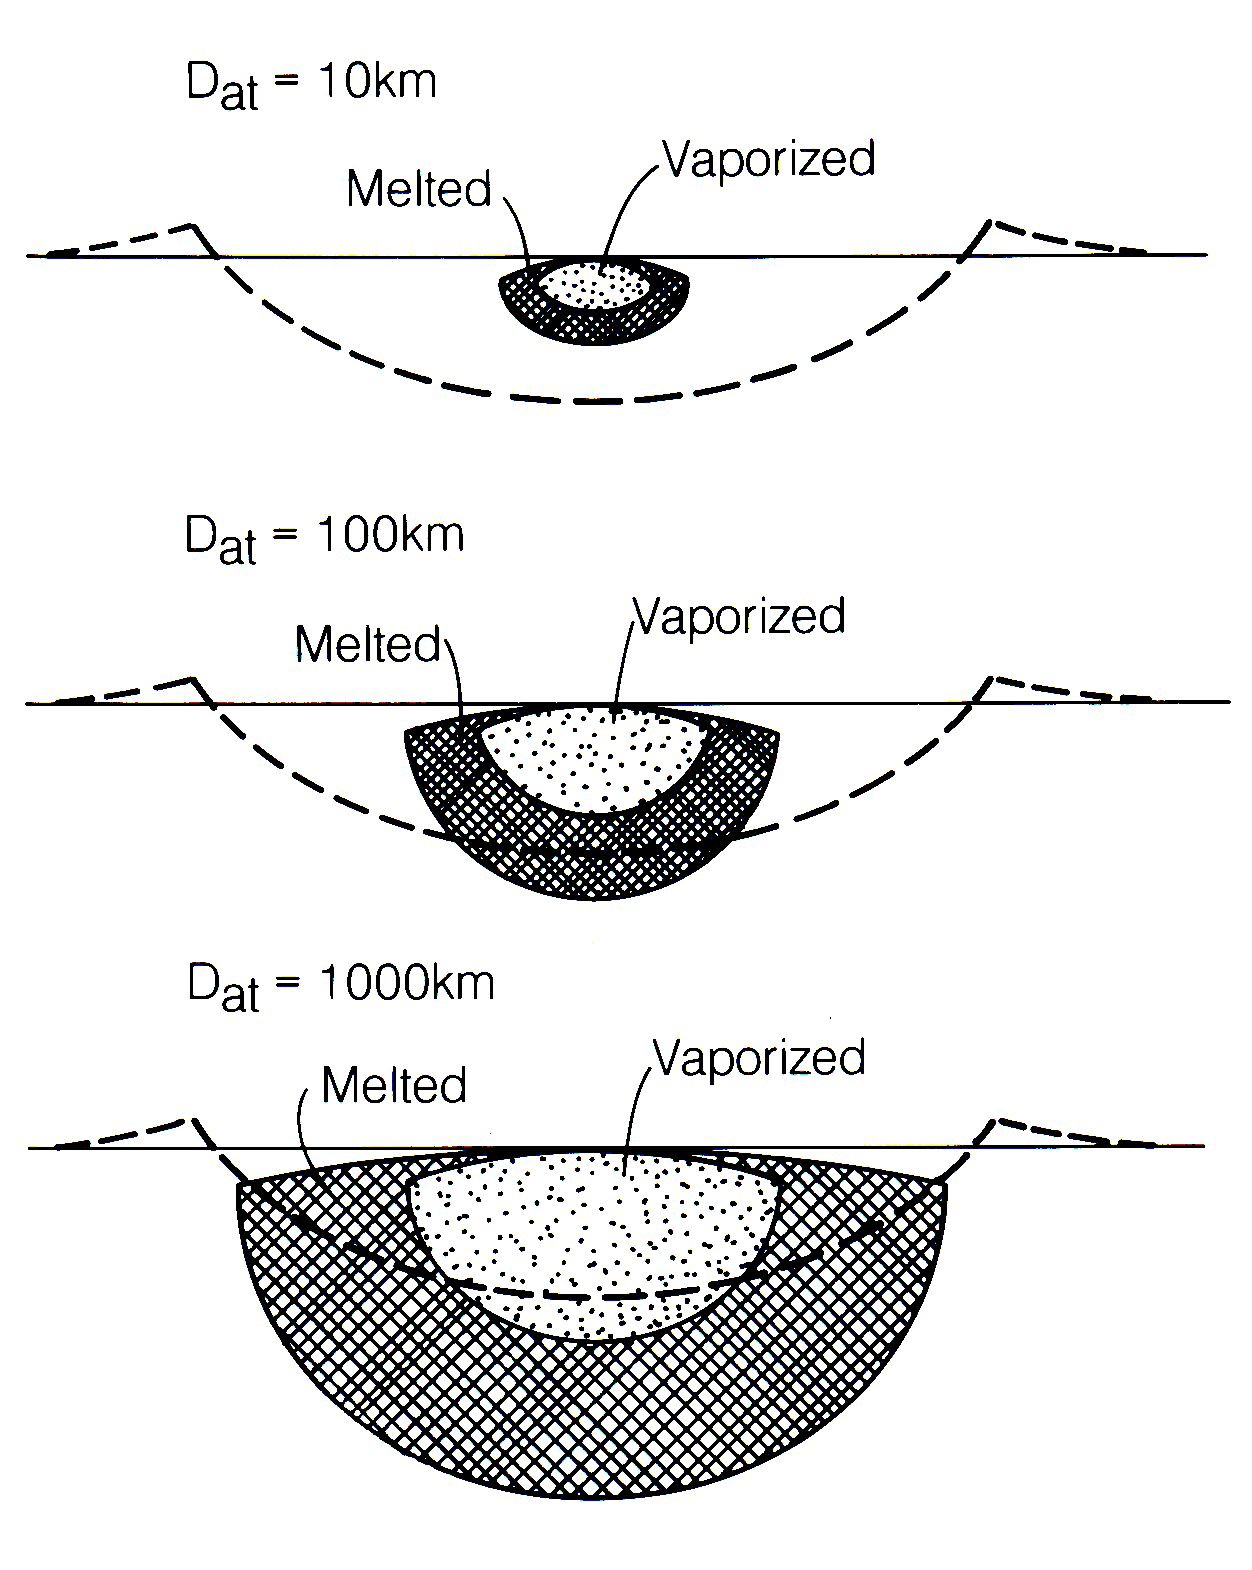 Dat = 10km
Vaporized
Melted
Dat = 100km
Vaporized
Melted
Dat = 1000km
Vaporized
Melted